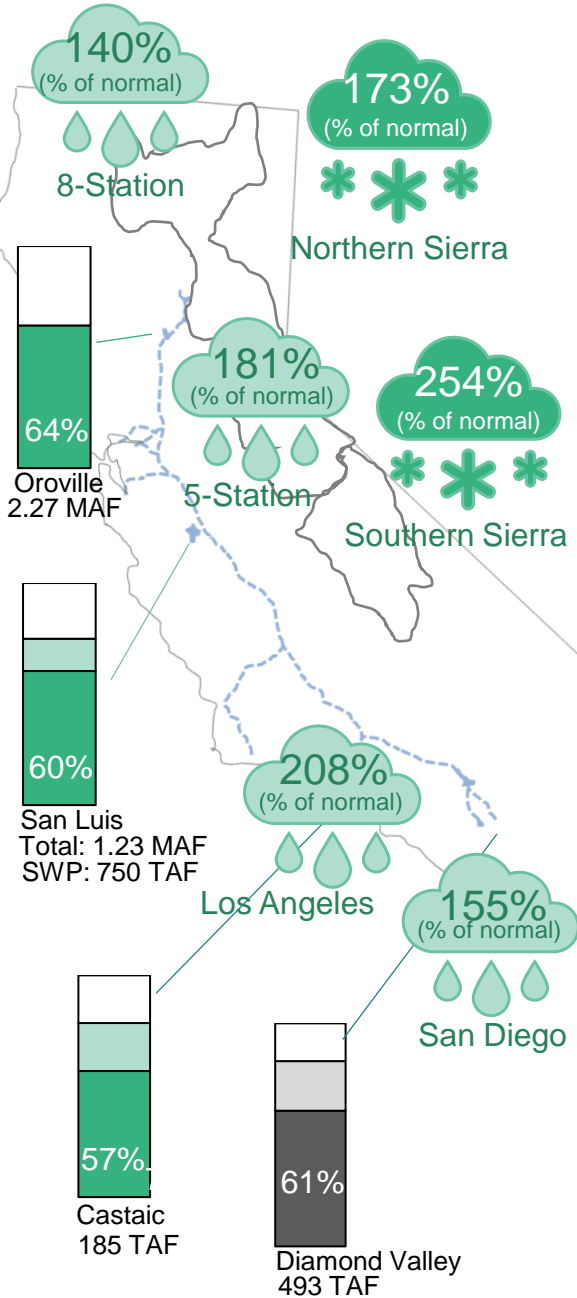 140%
(% of normal)
8-Station
173%
(% of normal)
Northern Sierra
181%
(% of normal)
5-Station
254%
(% of normal)
Southern Sierra
64%
Oroville
2.27 MAF
60%
San Luis
Total: 1.23 MAF
SWP: 750 TAF
208%
(% of normal)
Los Angeles
155%
(% of normal)
San Diego
57%
Castaic
185 TAF
61%
Diamond Valley
493 TAF